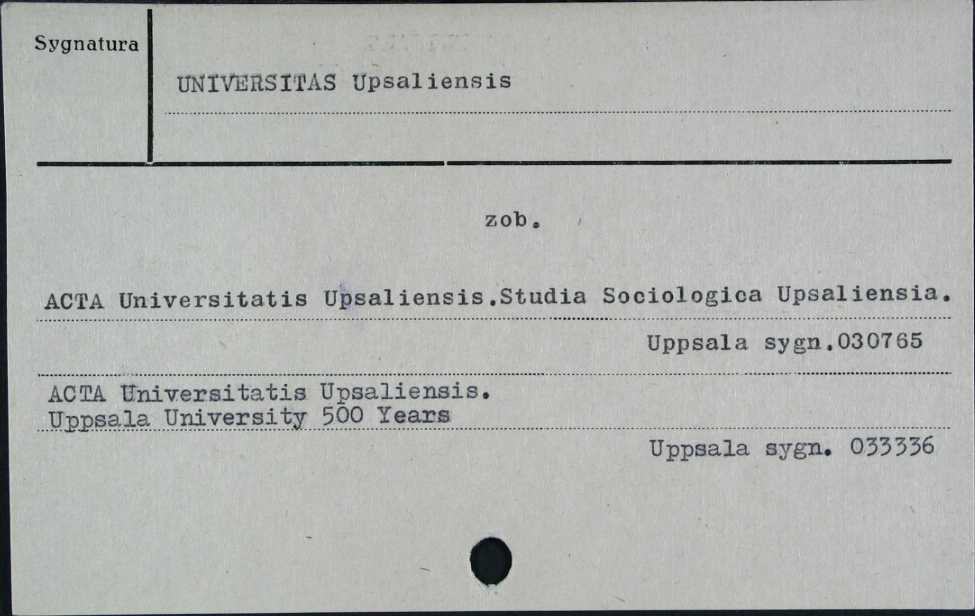 Sygnatura
UNIVERSITAS Upsaliensis
zob.
ACTA Universitatis Upsaliensis.Studia Sociologica Upsaliensia.
Uppsala sygn.030765
ACTA Universitatis Upsaliensis.
Uppsala University 500 Years
Uppsala sygn. 033336